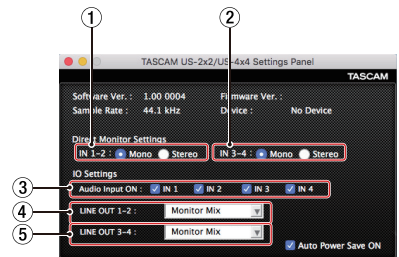 1 2
TASCAM US-2x2/US-4x4 Settings Panel
TASCAM
Software Ver. : 1.00 0004 Firmware Ver. :
Sample Rate : 44.1 kHz Device : No Device
Direct Monitor Settings
IN 1-2 : Mono Stereo IN 3-4 : Mono Stereo
IO Settings
3 Audio Input ON : IN 1 IN 2 IN 3 IN 4
4 LINE OUT 1-2 : Monitor Mix
5 LINE OUT 3-4 : Monitor Mix
Auto Power Save ON